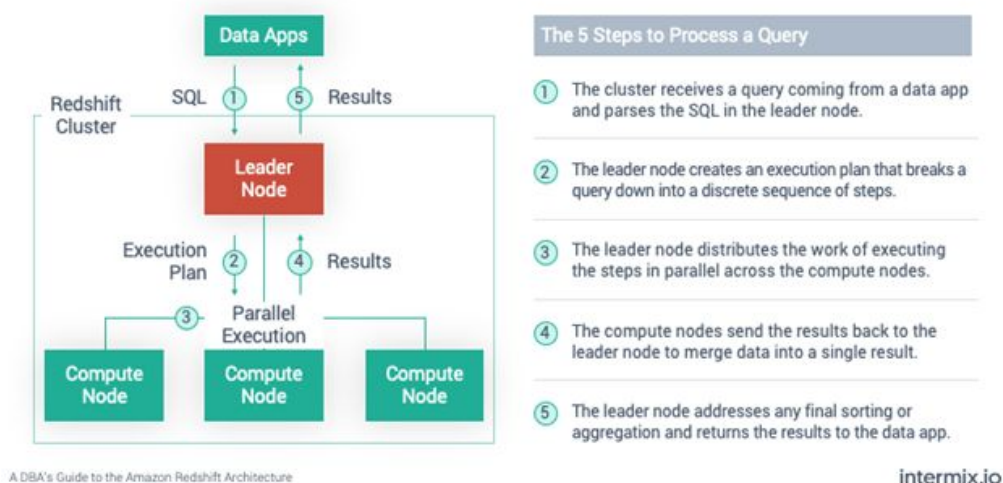 Data Apps
SQL
1
5
Results
Redshift
Cluster
Leader
Node
Execution
Plan
2
4
Results
3
Parallel
Execution
Compute
Node
Compute
Node
Compute
Node
The 5 Steps to Process a Query
1
The cluster receives a query coming from a data app
and parses the SQL in the leader node.
2
The leader node creates an execution plan that breaks a
query down into a discrete sequence of steps.
3
The leader node distributes the work of executing
the steps in parallel across the compute nodes.
4
The compute nodes send the results back to the
leader node to merge data into a single result.
5
The leader node addresses any final sorting or
aggregation and returns the results to the data app.
A DBA's Guide to the Amazon Redshift Architecture
intermix.io